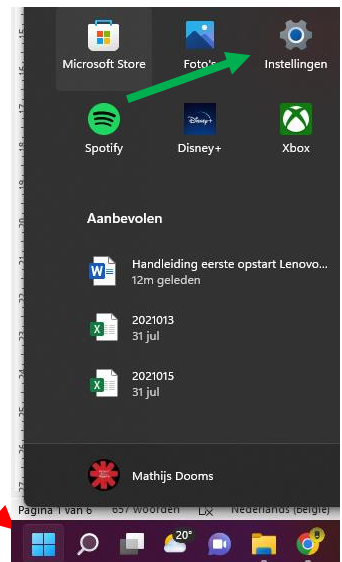 Microsoft Store Foto's Instellingen
Spotify Disney+ Xbox
Aanbevolen
Handleiding eerste opstart Lenovo...
12m geleden
2021013
31 jul
2021015
31 jul
Mathijs Dooms
Pagina 1 van 6 657 woorden Nederlands (België)
20°